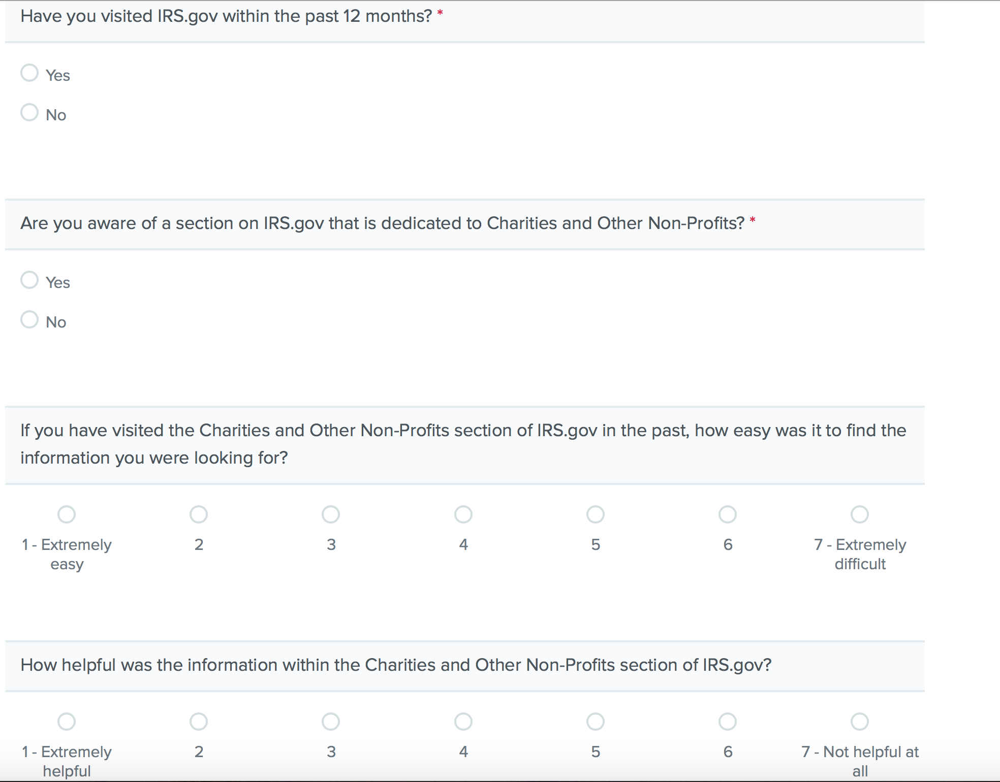 Have you visited IRS.gov within the past 12 months? *
Yes
No
Are you aware of a section on IRS.gov that is dedicated to Charities and Other Non-Profits? *
Yes
No
If you have visited the Charities and Other Non-Profits section of IRS.gov in the past, how easy was it to find the
information you were looking for?
1 - Extremely easy
2
3
4
5
6
7 - Extremely difficult
How helpful was the information within the Charities and Other Non-Profits section of IRS.gov?
1 - Extremely helpful
2
3
4
5
6
7 - Not helpful at all